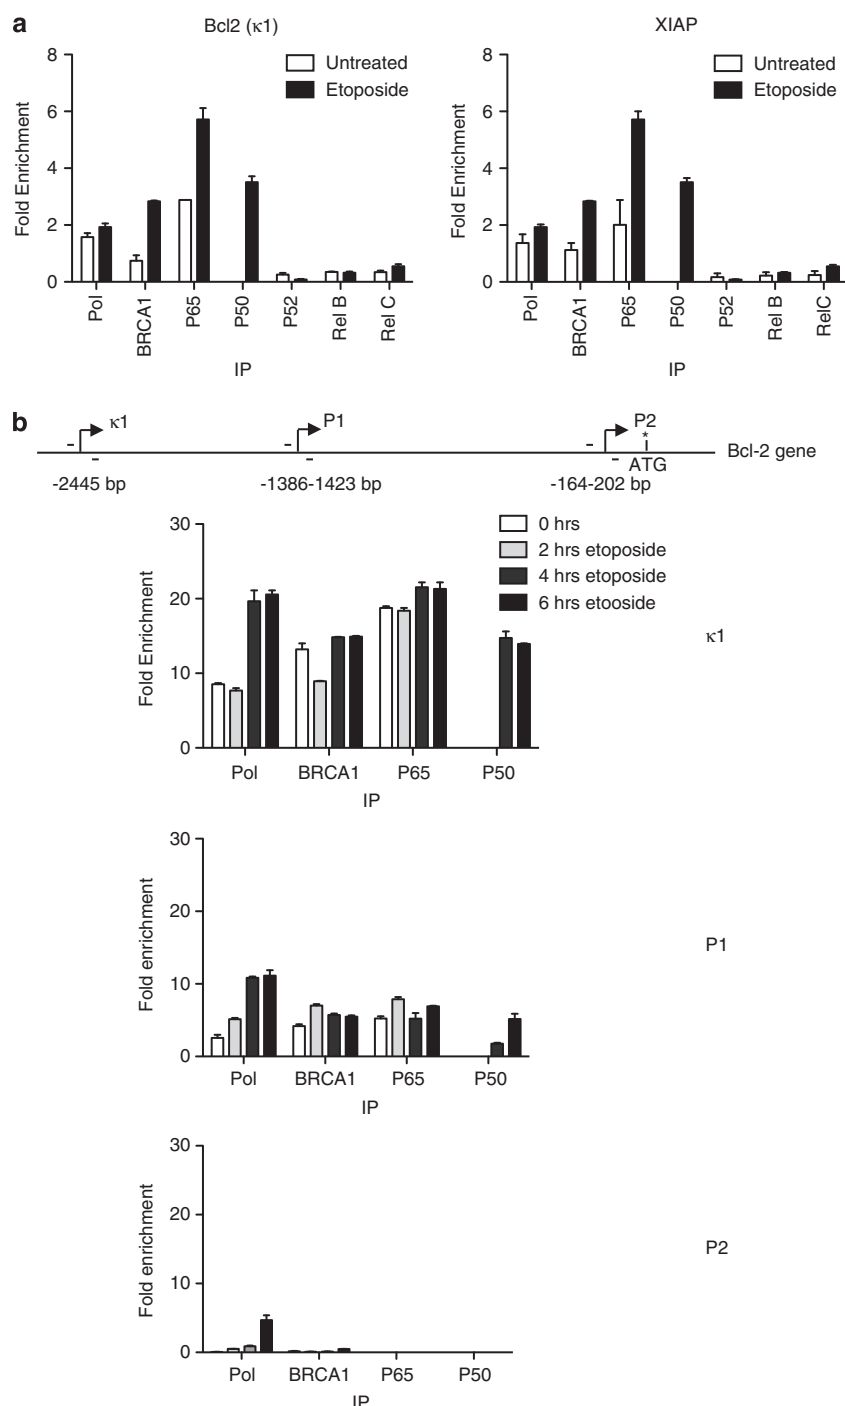 a
Bcl2 (κ1)
8
6
4
2
0
Fold Enrichment
Untreated
Etoposide
Pol
BRCA1
P65
P50
P52
Rel B
Rel C
IP
XIAP
8
6
4
2
0
Fold Enrichment
Untreated
Etoposide
Pol
BRCA1
P65
P50
P52
Rel B
RelC
IP
b
κ1
P1
P2
*
ATG
Bcl-2 gene
-2445 bp
-1386-1423 bp
-164-202 bp
30
20
10
0
Fold Enrichment
0 hrs
2 hrs etoposide
4 hrs etoposide
6 hrs etooside
κ1
Pol BRCA1 P65 P50
IP
30
20
10
0
Fold enrichment
P1
Pol BRCA1 P65 P50
IP
30
20
10
0
Fold enrichment
P2
Pol BRCA1 P65 P50
IP